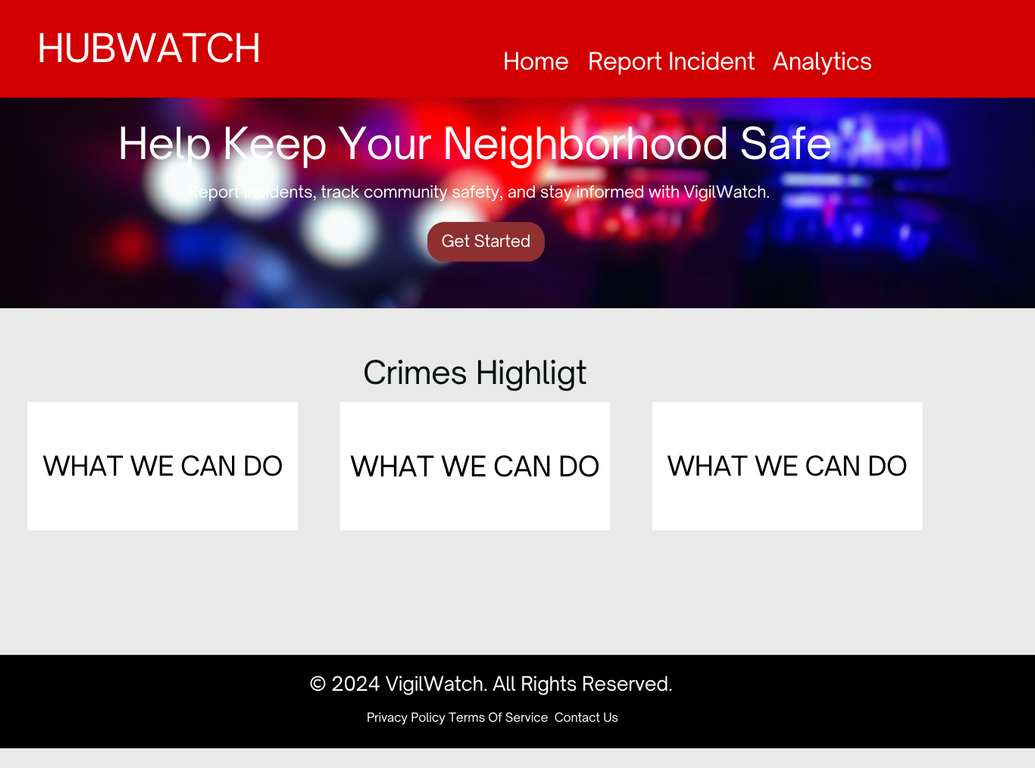 HUBWATCH
Home Report Incident Analytics
Help Keep Your Neighborhood Safe
Report incidents, track community safety, and stay informed with VigilWatch.
Get Started
Crimes Highligt
WHAT WE CAN DO
WHAT WE CAN DO
WHAT WE CAN DO
© 2024 VigilWatch. All Rights Reserved.
Privacy Policy Terms Of Service Contact Us